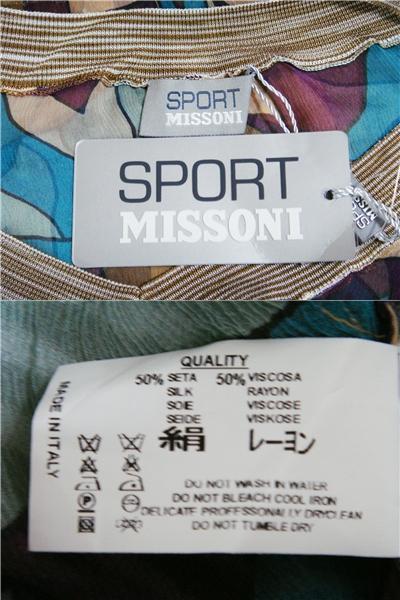 SPORT
MISSONI
SPORT
MISSONI
MISS
QUALITY
50% SETA 50% VISCOSA
SILK RAYON
SOIE VISCOSE
SEIDE VISKOSE
絹 レーヨン
MADE IN ITALY
DO NOT WASH IN WATER
DO NOT BLEACH COOL IRON
DELICATE PROFFESSONALLY DRYCLEAN
DO NOT TUMBLE DRY